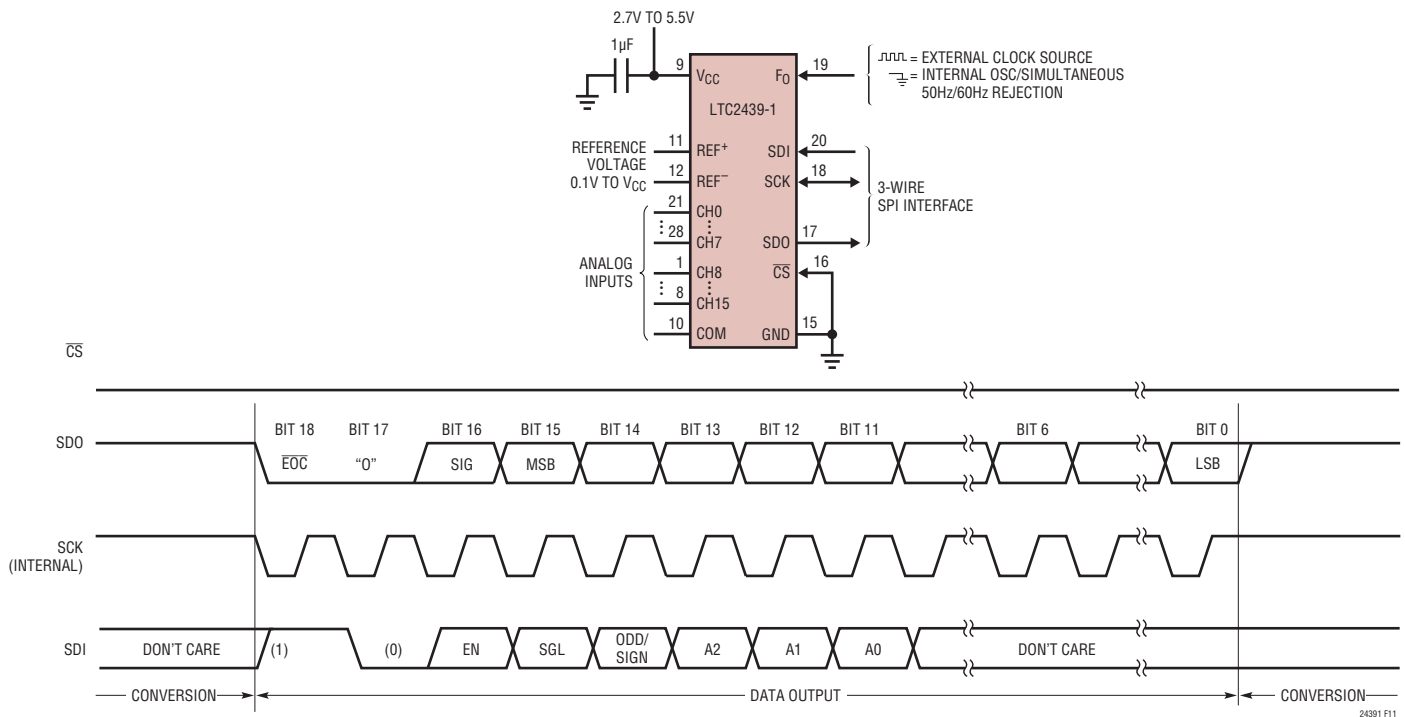 2.7V TO 5.5V
1µF
9
VCC
FO
19
= EXTERNAL CLOCK SOURCE
= INTERNAL OSC/SIMULTANEOUS
50Hz/60Hz REJECTION
LTC2439-1
REFERENCE
VOLTAGE
0.1V TO VCC
11
REF+
SDI
20
12
REF–
SCK
18
3-WIRE
SPI INTERFACE
21
CH0
28
CH7
SDO
17
ANALOG
INPUTS
1
CH8
CS
16
8
CH15
10
COM
GND
15
CS
SDO
BIT 18
BIT 17
BIT 16
BIT 15
BIT 14
BIT 13
BIT 12
BIT 11
BIT 6
BIT 0
EOC
“0”
SIG
MSB
LSB
SCK
(INTERNAL)
SDI
DON'T CARE
(1)
(0)
EN
SGL
ODD/
SIGN
A2
A1
A0
DON'T CARE
CONVERSION
DATA OUTPUT
CONVERSION
24391 F11